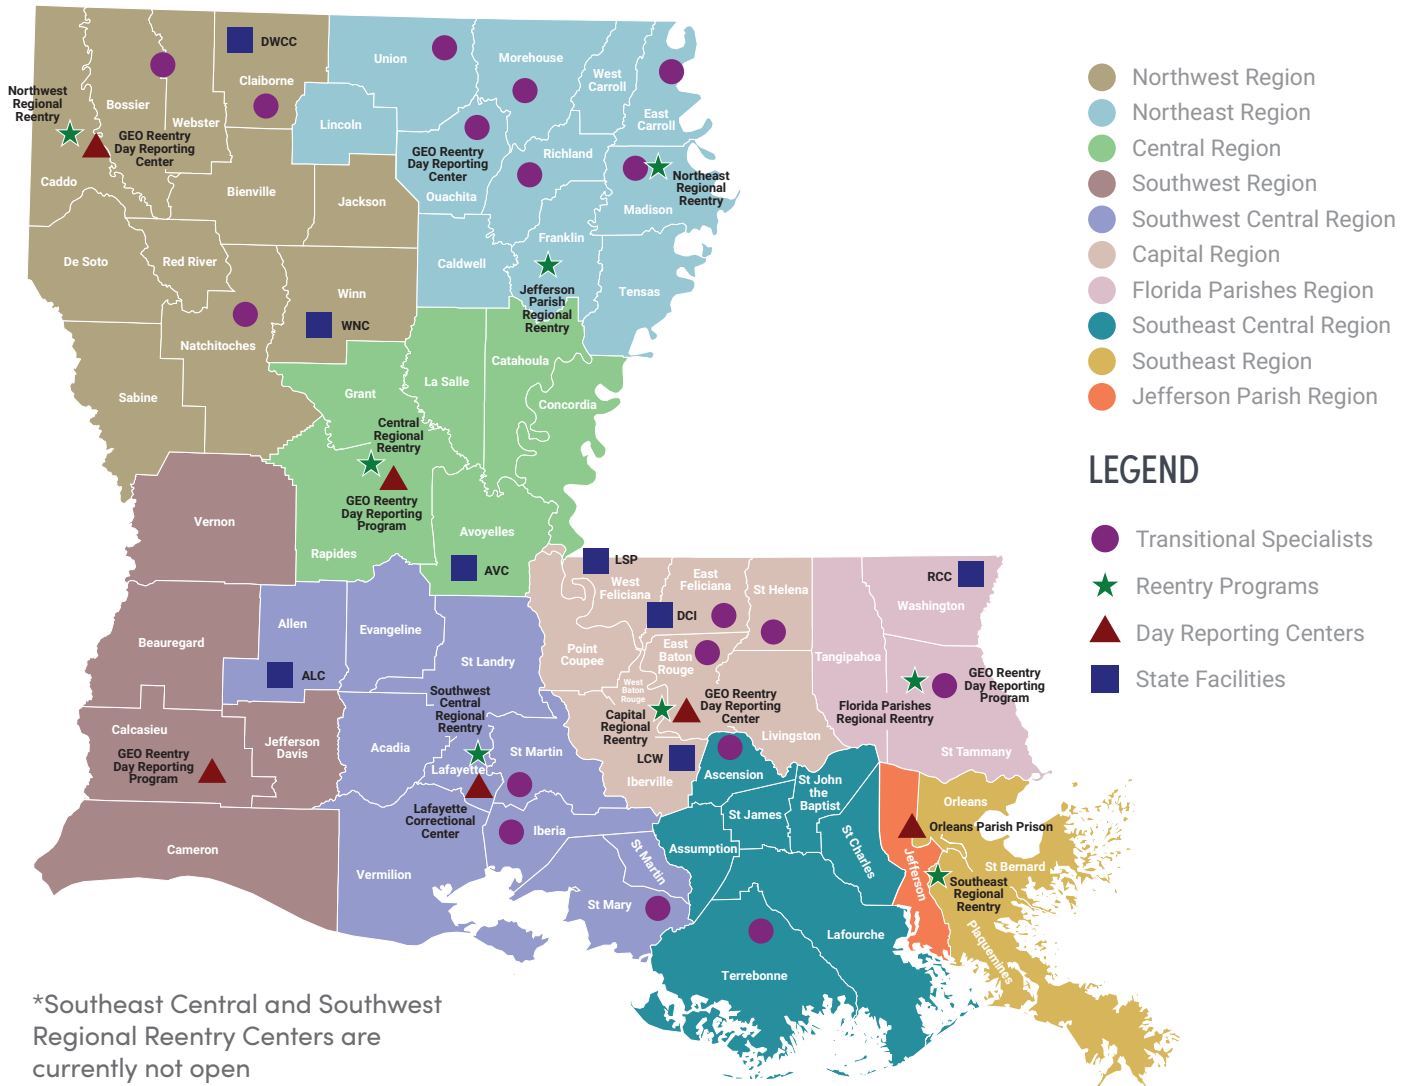 DWCC
Union
Morehouse
Claiborne
West
Carroll
Northwest
Regional
Reentry
Bossier
Webster
Lincoln
East
Carroll
GEO Reentry
Day Reporting
Center
GEO Reentry
Day Reporting
Center
Richland
Caddo
Northeast
Regional
Reentry
Bienville
Jackson
Ouachita
Madison
Franklin
De Soto
Red River
Caldwell
Jefferson
Parish
Regional
Reentry
Tensas
Winn
WNC
Natchitoches
Catahoula
La Salle
Sabine
Grant
Concordia
Central
Regional
Reentry
GEO Reentry
Day Reporting
Program
Vernon
Avoyelles
Rapides
AVC
LSP
West
Feliciana
East
Feliciana
St Helena
RCC
Washington
DCI
Allen
Evangeline
Beauregard
Point
Coupee
East
Baton
Rouge
Tangipahoa
St Landry
ALC
West
Baton
Rouge
GEO Reentry
Day Reporting
Program
Southwest
Central
Regional
Reentry
GEO Reentry
Day Reporting
Center
Florida Parishes
Regional Reentry
Capital
Regional
Reentry
Calcasieu
Jefferson
Davis
Acadia
St Martin
Livingston
St Tammany
GEO Reentry
Day Reporting
Program
LCW
Lafayette
Iberville
Ascension
St John
the
Baptist
Orleans
Lafayette
Correctional
Center
St James
Orleans Parish Prison
Iberia
Cameron
Assumption
St Charles
St Martin
Jefferson
St Bernard
Vermilion
Southeast
Regional
Reentry
St Mary
Lafourche
Plaquemines
Terrebonne
Northwest Region
Northeast Region
Central Region
Southwest Region
Southwest Central Region
Capital Region
Florida Parishes Region
Southeast Central Region
Southeast Region
Jefferson Parish Region
LEGEND
Transitional Specialists
Reentry Programs
Day Reporting Centers
State Facilities
*Southeast Central and Southwest
Regional Reentry Centers are
currently not open